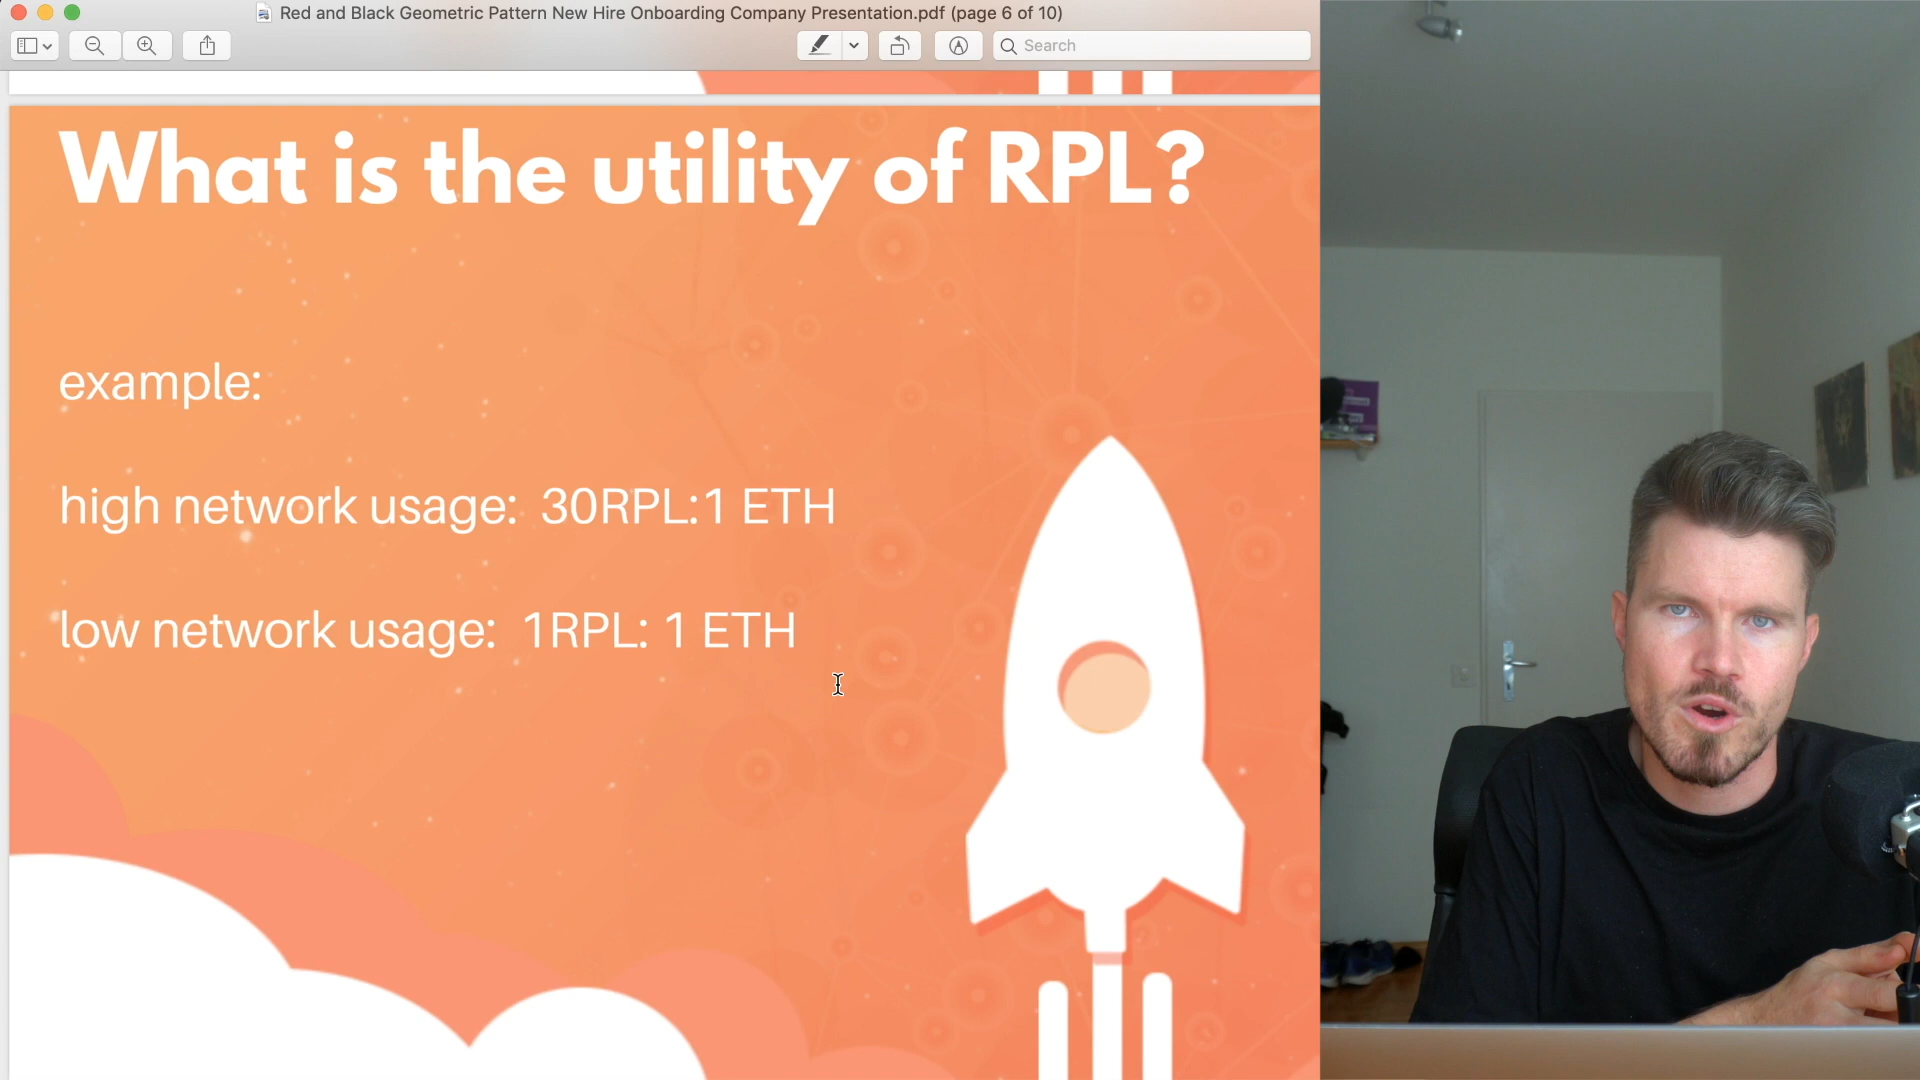 Red and Black Geometric Pattern New Hire Onboarding Company Presentation.pdf (page 6 of 10)
Search
What is the utility of RPL?
example:
high network usage: 30RPL:1 ETH
low network usage: 1RPL: 1 ETH